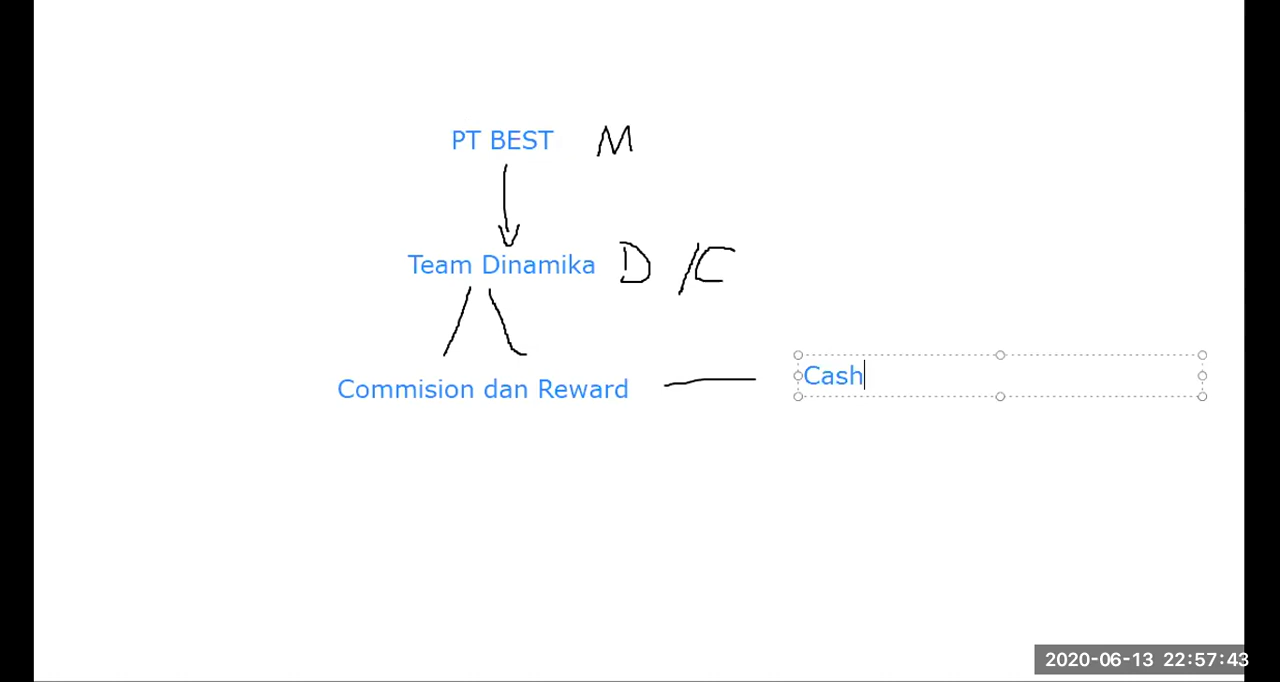 PT BEST M
Team Dinamika D/C
Commision dan Reward
Cash
2020-06-13 22:57:43